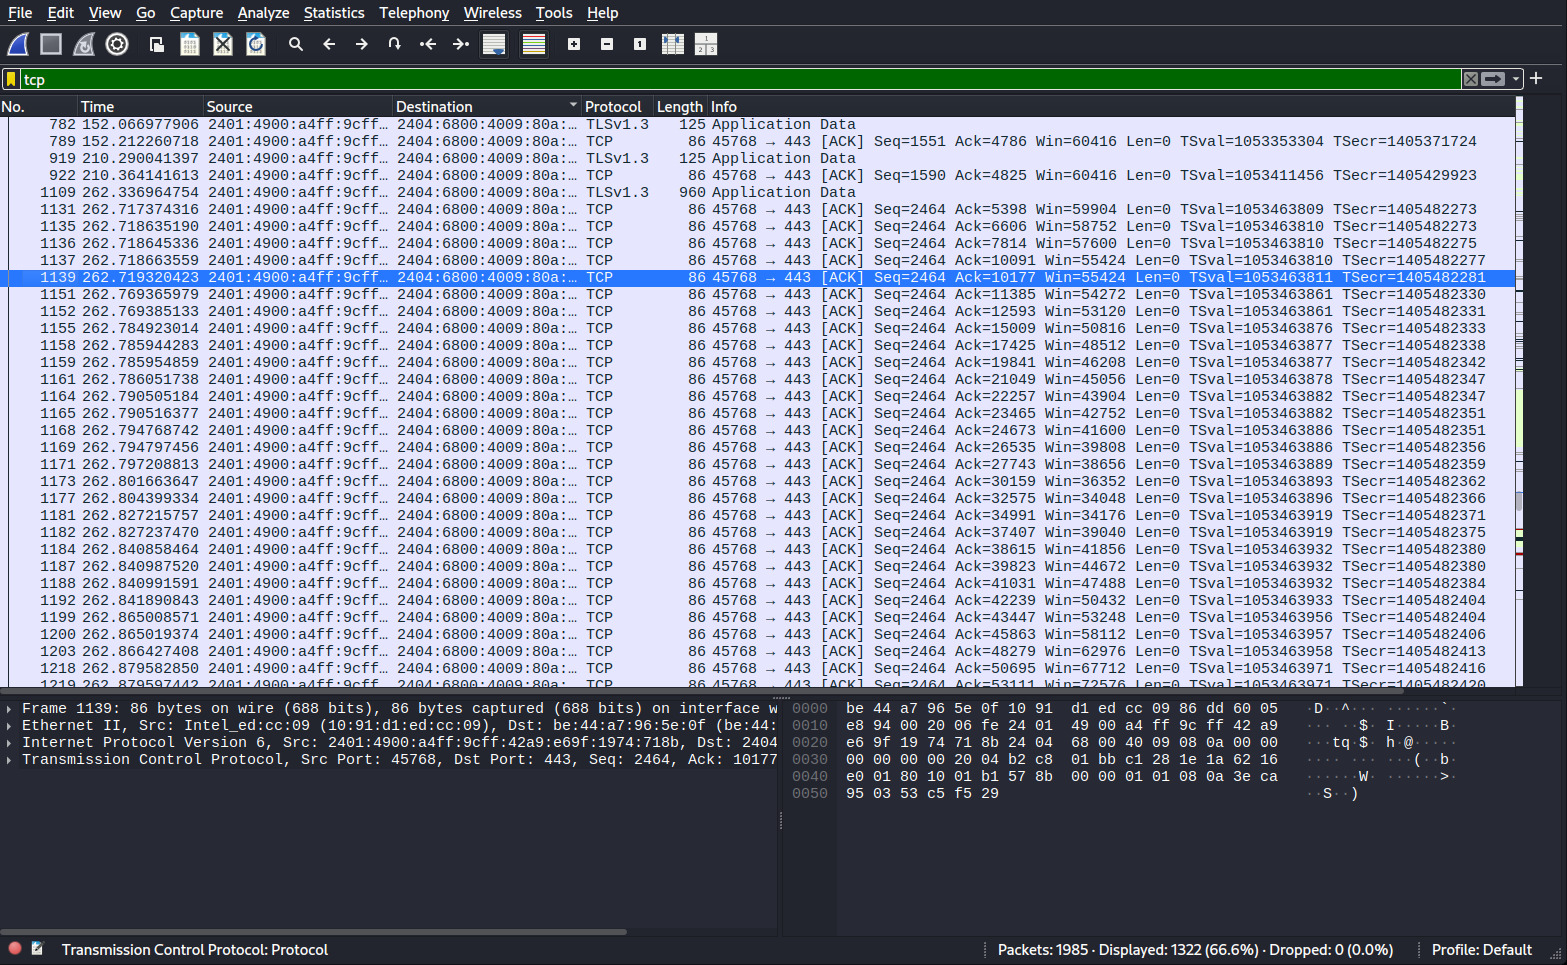 File Edit View Go Capture Analyze Statistics Telephony Wireless Tools Help
tcp
No. Time Source Destination Protocol Length Info
782 152.066977906 2401:4900:a4ff:9cff… 2404:6800:4009:80a:… TLSv1.3 125 Application Data
789 152.212260718 2401:4900:a4ff:9cff… 2404:6800:4009:80a:… TCP 86 45768 → 443 [ACK] Seq=1551 Ack=4786 Win=60416 Len=0 TSval=1053353304 TSecr=1405371724
919 210.290041397 2401:4900:a4ff:9cff… 2404:6800:4009:80a:… TLSv1.3 125 Application Data
922 210.364141613 2401:4900:a4ff:9cff… 2404:6800:4009:80a:… TCP 86 45768 → 443 [ACK] Seq=1590 Ack=4825 Win=60416 Len=0 TSval=1053411456 TSecr=1405429923
1109 262.336964754 2401:4900:a4ff:9cff… 2404:6800:4009:80a:… TLSv1.3 960 Application Data
1131 262.717374316 2401:4900:a4ff:9cff… 2404:6800:4009:80a:… TCP 86 45768 → 443 [ACK] Seq=2464 Ack=5398 Win=59904 Len=0 TSval=1053463809 TSecr=1405482273
1135 262.718635190 2401:4900:a4ff:9cff… 2404:6800:4009:80a:… TCP 86 45768 → 443 [ACK] Seq=2464 Ack=6606 Win=58752 Len=0 TSval=1053463810 TSecr=1405482273
1136 262.718645336 2401:4900:a4ff:9cff… 2404:6800:4009:80a:… TCP 86 45768 → 443 [ACK] Seq=2464 Ack=7814 Win=57600 Len=0 TSval=1053463810 TSecr=1405482275
1137 262.718663559 2401:4900:a4ff:9cff… 2404:6800:4009:80a:… TCP 86 45768 → 443 [ACK] Seq=2464 Ack=10091 Win=55424 Len=0 TSval=1053463810 TSecr=1405482277
1139 262.719320423 2401:4900:a4ff:9cff… 2404:6800:4009:80a:… TCP 86 45768 → 443 [ACK] Seq=2464 Ack=10177 Win=55424 Len=0 TSval=1053463811 TSecr=1405482281
1151 262.769365979 2401:4900:a4ff:9cff… 2404:6800:4009:80a:… TCP 86 45768 → 443 [ACK] Seq=2464 Ack=11385 Win=54272 Len=0 TSval=1053463861 TSecr=1405482330
1152 262.769385133 2401:4900:a4ff:9cff… 2404:6800:4009:80a:… TCP 86 45768 → 443 [ACK] Seq=2464 Ack=12593 Win=53120 Len=0 TSval=1053463861 TSecr=1405482331
1155 262.784923014 2401:4900:a4ff:9cff… 2404:6800:4009:80a:… TCP 86 45768 → 443 [ACK] Seq=2464 Ack=15009 Win=50816 Len=0 TSval=1053463876 TSecr=1405482333
1158 262.785944283 2401:4900:a4ff:9cff… 2404:6800:4009:80a:… TCP 86 45768 → 443 [ACK] Seq=2464 Ack=17425 Win=48512 Len=0 TSval=1053463877 TSecr=1405482338
1159 262.785954859 2401:4900:a4ff:9cff… 2404:6800:4009:80a:… TCP 86 45768 → 443 [ACK] Seq=2464 Ack=19841 Win=46208 Len=0 TSval=1053463877 TSecr=1405482342
1161 262.786051738 2401:4900:a4ff:9cff… 2404:6800:4009:80a:… TCP 86 45768 → 443 [ACK] Seq=2464 Ack=21049 Win=45056 Len=0 TSval=1053463878 TSecr=1405482347
1164 262.790505184 2401:4900:a4ff:9cff… 2404:6800:4009:80a:… TCP 86 45768 → 443 [ACK] Seq=2464 Ack=22257 Win=43904 Len=0 TSval=1053463882 TSecr=1405482347
1165 262.790516377 2401:4900:a4ff:9cff… 2404:6800:4009:80a:… TCP 86 45768 → 443 [ACK] Seq=2464 Ack=23465 Win=42752 Len=0 TSval=1053463882 TSecr=1405482351
1168 262.794768742 2401:4900:a4ff:9cff… 2404:6800:4009:80a:… TCP 86 45768 → 443 [ACK] Seq=2464 Ack=24673 Win=41600 Len=0 TSval=1053463886 TSecr=1405482351
1169 262.794797456 2401:4900:a4ff:9cff… 2404:6800:4009:80a:… TCP 86 45768 → 443 [ACK] Seq=2464 Ack=26535 Win=39808 Len=0 TSval=1053463886 TSecr=1405482356
1171 262.797208813 2401:4900:a4ff:9cff… 2404:6800:4009:80a:… TCP 86 45768 → 443 [ACK] Seq=2464 Ack=27743 Win=38656 Len=0 TSval=1053463889 TSecr=1405482359
1173 262.801663647 2401:4900:a4ff:9cff… 2404:6800:4009:80a:… TCP 86 45768 → 443 [ACK] Seq=2464 Ack=30159 Win=36352 Len=0 TSval=1053463893 TSecr=1405482362
1177 262.804399334 2401:4900:a4ff:9cff… 2404:6800:4009:80a:… TCP 86 45768 → 443 [ACK] Seq=2464 Ack=32575 Win=34048 Len=0 TSval=1053463896 TSecr=1405482366
1181 262.827215757 2401:4900:a4ff:9cff… 2404:6800:4009:80a:… TCP 86 45768 → 443 [ACK] Seq=2464 Ack=34991 Win=34176 Len=0 TSval=1053463919 TSecr=1405482371
1182 262.827237470 2401:4900:a4ff:9cff… 2404:6800:4009:80a:… TCP 86 45768 → 443 [ACK] Seq=2464 Ack=37407 Win=39040 Len=0 TSval=1053463919 TSecr=1405482375
1184 262.840858464 2401:4900:a4ff:9cff… 2404:6800:4009:80a:… TCP 86 45768 → 443 [ACK] Seq=2464 Ack=38615 Win=41856 Len=0 TSval=1053463932 TSecr=1405482380
1187 262.840987520 2401:4900:a4ff:9cff… 2404:6800:4009:80a:… TCP 86 45768 → 443 [ACK] Seq=2464 Ack=39823 Win=44672 Len=0 TSval=1053463932 TSecr=1405482380
1188 262.840991591 2401:4900:a4ff:9cff… 2404:6800:4009:80a:… TCP 86 45768 → 443 [ACK] Seq=2464 Ack=41031 Win=47488 Len=0 TSval=1053463932 TSecr=1405482384
1192 262.841890843 2401:4900:a4ff:9cff… 2404:6800:4009:80a:… TCP 86 45768 → 443 [ACK] Seq=2464 Ack=42239 Win=50432 Len=0 TSval=1053463933 TSecr=1405482404
1199 262.865008571 2401:4900:a4ff:9cff… 2404:6800:4009:80a:… TCP 86 45768 → 443 [ACK] Seq=2464 Ack=43447 Win=53248 Len=0 TSval=1053463956 TSecr=1405482404
1200 262.865019374 2401:4900:a4ff:9cff… 2404:6800:4009:80a:… TCP 86 45768 → 443 [ACK] Seq=2464 Ack=45863 Win=58112 Len=0 TSval=1053463957 TSecr=1405482406
1203 262.866427408 2401:4900:a4ff:9cff… 2404:6800:4009:80a:… TCP 86 45768 → 443 [ACK] Seq=2464 Ack=48279 Win=62976 Len=0 TSval=1053463958 TSecr=1405482413
1218 262.879582850 2401:4900:a4ff:9cff… 2404:6800:4009:80a:… TCP 86 45768 → 443 [ACK] Seq=2464 Ack=50695 Win=67712 Len=0 TSval=1053463971 TSecr=1405482416
1219 262.879597442 2401:4900:a4ff:9cff… 2404:6800:4009:80a:… TCP 86 45768 → 443 [ACK] Seq=2464 Ack=53111 Win=72576 Len=0 TSval=1053463971 TSecr=1405482420
Frame 1139: 86 bytes on wire (688 bits), 86 bytes captured (688 bits) on interface w
Ethernet II, Src: Intel_ed:cc:09 (10:91:d1:ed:cc:09), Dst: be:44:a7:96:5e:0f (be:44:
Internet Protocol Version 6, Src: 2401:4900:a4ff:9cff:42a9:e69f:1974:718b, Dst: 2404
Transmission Control Protocol, Src Port: 45768, Dst Port: 443, Seq: 2464, Ack: 10177
0000 be 44 a7 96 5e 0f 10 91 d1 ed cc 09 86 dd 60 05 ·D··^··· ······`·
0010 e8 94 00 20 06 fe 24 01 49 00 a4 ff 9c ff 42 a9 ··· ··$· I·····B·
0020 e6 9f 19 74 71 8b 24 04 68 00 40 09 08 0a 00 00 ···tq·$· h·@·····
0030 00 00 00 00 20 04 b2 c8 01 bb c1 28 1e 1a 62 16 ···· ··· ···(··b·
0040 e0 01 80 10 01 b1 57 8b 00 00 01 01 08 0a 3e ca ······W· ······>·
0050 95 03 53 c5 f5 29 ··S··)
Transmission Control Protocol: Protocol
Packets: 1985 · Displayed: 1322 (66.6%) · Dropped: 0 (0.0%)
Profile: Default